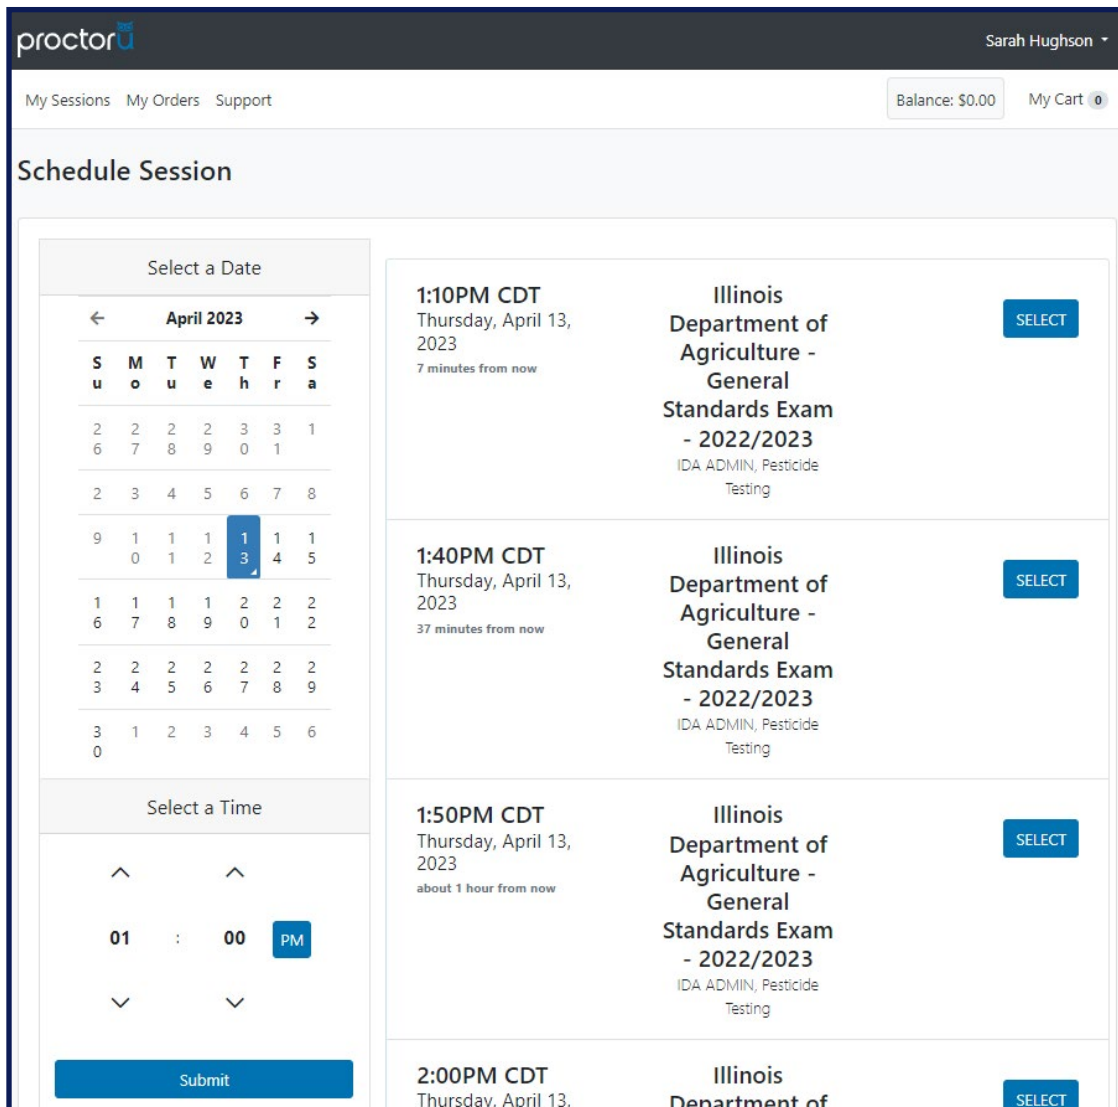 proctoru
Sarah Hughson
My Sessions My Orders Support
Balance: $0.00 My Cart 0
Schedule Session
Select a Date
April 2023
Su Mo Tu We Th Fr Sa
26 27 28 29 30 31 1
2 3 4 5 6 7 8
9 10 11 12 13 14 15
16 17 18 19 20 21 22
23 24 25 26 27 28 29
30 1 2 3 4 5 6
Select a Time
01 : 00 PM
Submit
1:10PM CDT
Thursday, April 13,
2023
7 minutes from now
Illinois
Department of
Agriculture -
General
Standards Exam
- 2022/2023
IDA ADMIN, Pesticide
Testing
SELECT
1:40PM CDT
Thursday, April 13,
2023
37 minutes from now
Illinois
Department of
Agriculture -
General
Standards Exam
- 2022/2023
IDA ADMIN, Pesticide
Testing
SELECT
1:50PM CDT
Thursday, April 13,
2023
about 1 hour from now
Illinois
Department of
Agriculture -
General
Standards Exam
- 2022/2023
IDA ADMIN, Pesticide
Testing
SELECT
2:00PM CDT
Thursday, April 13,
Illinois
Department of
SELECT